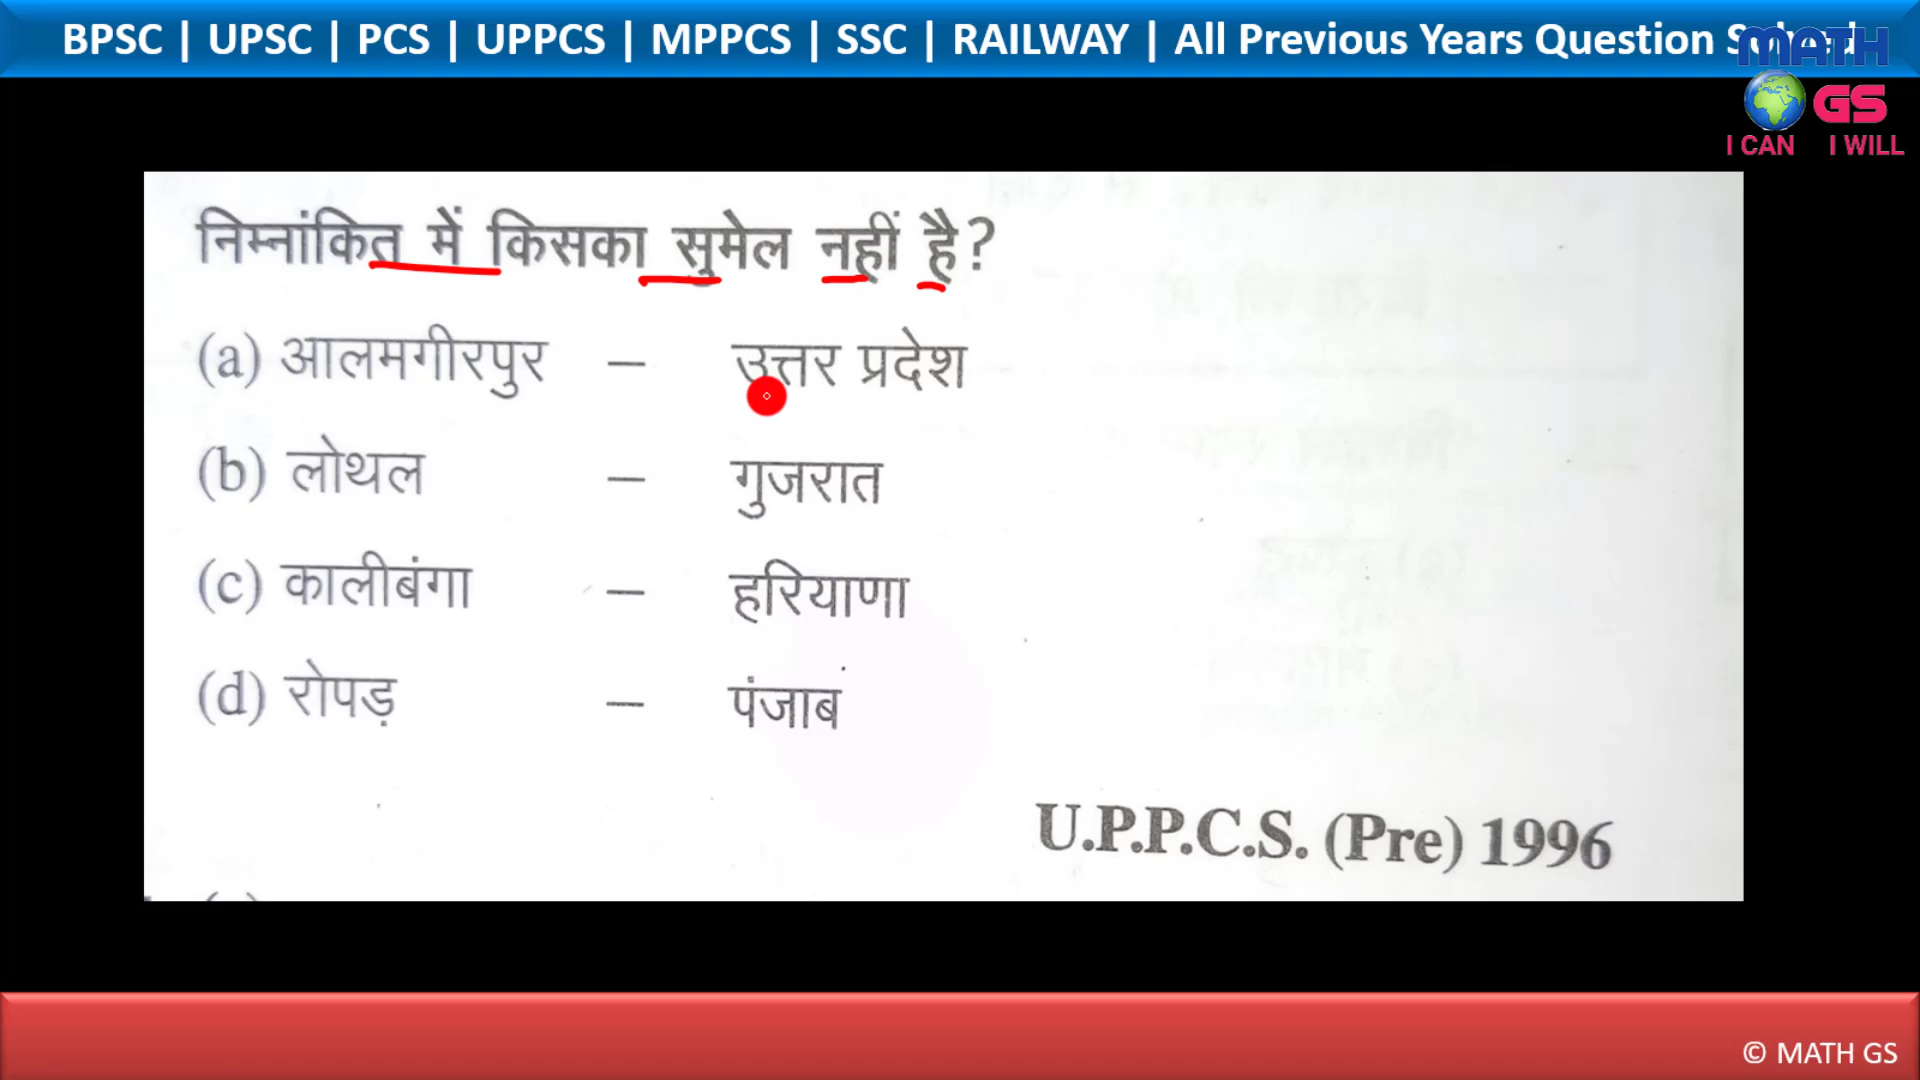 BPSC | UPSC | PCS | UPPCS | MPPCS | SSC | RAILWAY | All Previous Years Question
MATH
GS
I CAN I WILL
निम्नांकित में किसका सुमेल नहीं है?
(a) आलमगीरपुर – उत्तर प्रदेश
(b) लोथल – गुजरात
(c) कालीबंगा – हरियाणा
(d) रोपड़ – पंजाब
U.P.P.C.S. (Pre) 1996
© MATH GS